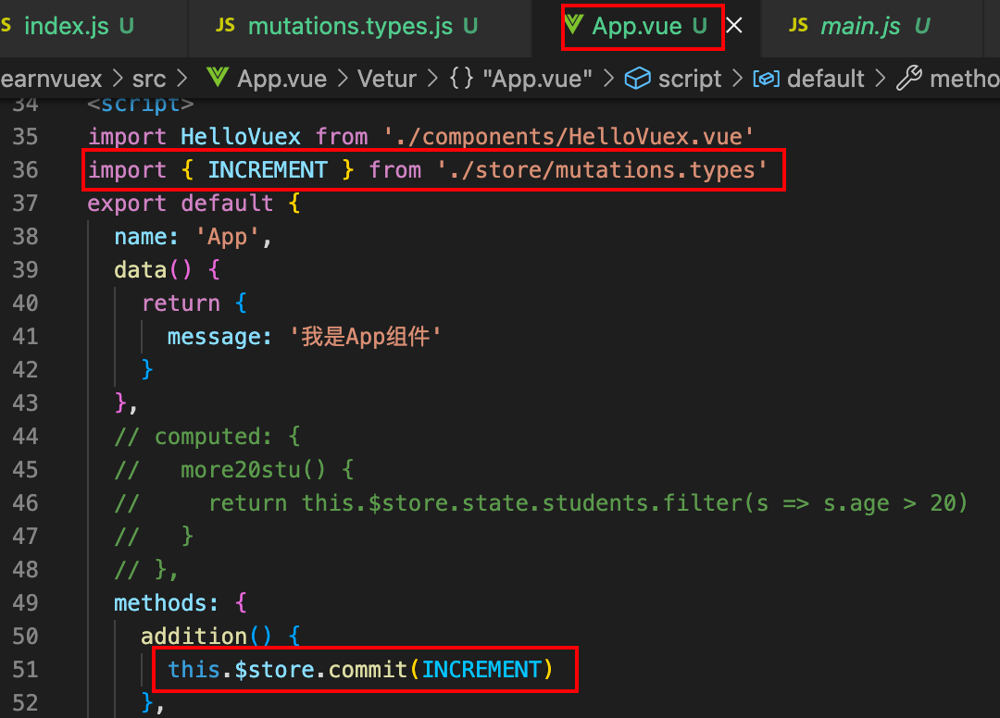 S index.js U JS mutations.types.js U App.vue U JS main.js U
earnvuex > src > App.vue > Vetur > {} "App.vue" > script > default > metho
34 <script>
35 import HelloVuex from './components/HelloVuex.vue'
36 import { INCREMENT } from './store/mutations.types'
37 export default {
38 name: 'App',
39 data() {
40 return {
41 message: '我是App组件'
42 }
43 },
44 // computed: {
45 // more20stu() {
46 // return this.$store.state.students.filter(s => s.age > 20)
47 // }
48 // },
49 methods: {
50 addition() {
51 this.$store.commit(INCREMENT)
52 },